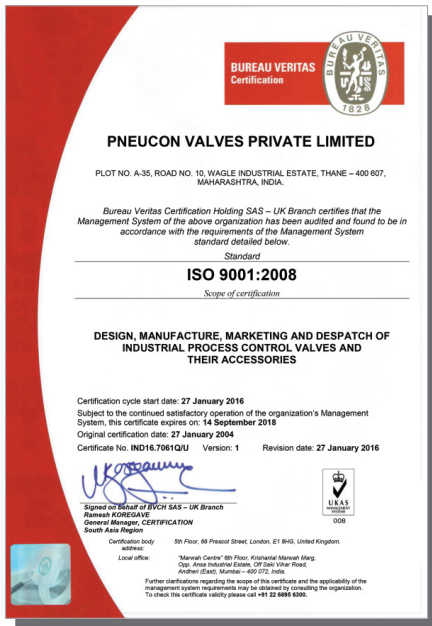 BUREAU VERITAS
Certification
BUREAU VERITAS
1828
PNEUCON VALVES PRIVATE LIMITED
PLOT NO. A-35, ROAD NO. 10, WAGLE INDUSTRIAL ESTATE, THANE – 400 607,
MAHARASHTRA, INDIA.
Bureau Veritas Certification Holding SAS – UK Branch certifies that the
Management System of the above organization has been audited and found to be in
accordance with the requirements of the Management System
standard detailed below.
Standard
ISO 9001:2008
Scope of certification
DESIGN, MANUFACTURE, MARKETING AND DESPATCH OF
INDUSTRIAL PROCESS CONTROL VALVES AND
THEIR ACCESSORIES
Certification cycle start date: 27 January 2016
Subject to the continued satisfactory operation of the organization's Management
System, this certificate expires on: 14 September 2018
Original certification date: 27 January 2004
Certificate No. IND16.7061Q/U Version: 1 Revision date: 27 January 2016
Signed on behalf of BVCH SAS – UK Branch
Ramesh KOREGAVE
General Manager, CERTIFICATION
South Asia Region
UKAS
MANAGEMENT
SYSTEMS
008
Certification body address: 5th Floor, 66 Prescot Street, London, E1 8HG, United Kingdom.
Local office: "Marwah Centre" 6th Floor, Krishanlal Marwah Marg,
Opp. Ansa Industrial Estate, Off Saki Vihar Road,
Andheri (East), Mumbai – 400 072, India.
Further clarifications regarding the scope of this certificate and the applicability of the
management system requirements may be obtained by consulting the organization.
To check this certificate validity please call +91 22 6695 6300.